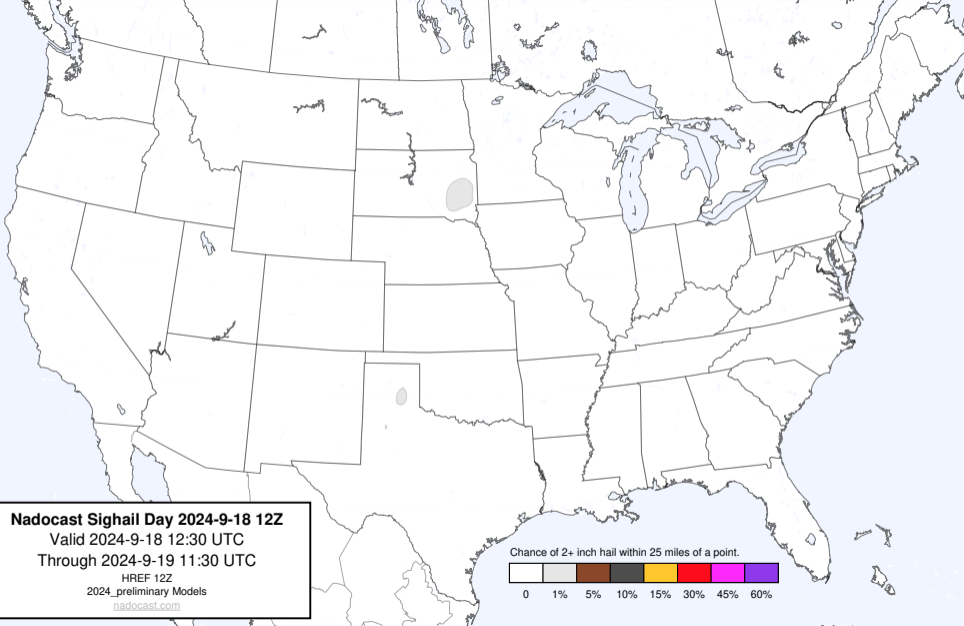 Nadocast Sighail Day 2024-9-18 12Z
Valid 2024-9-18 12:30 UTC
Through 2024-9-19 11:30 UTC
HREF 12Z
2024_preliminary Models
nadocast.com
Chance of 2+ inch hail within 25 miles of a point.
0 1% 5% 10% 15% 30% 45% 60%